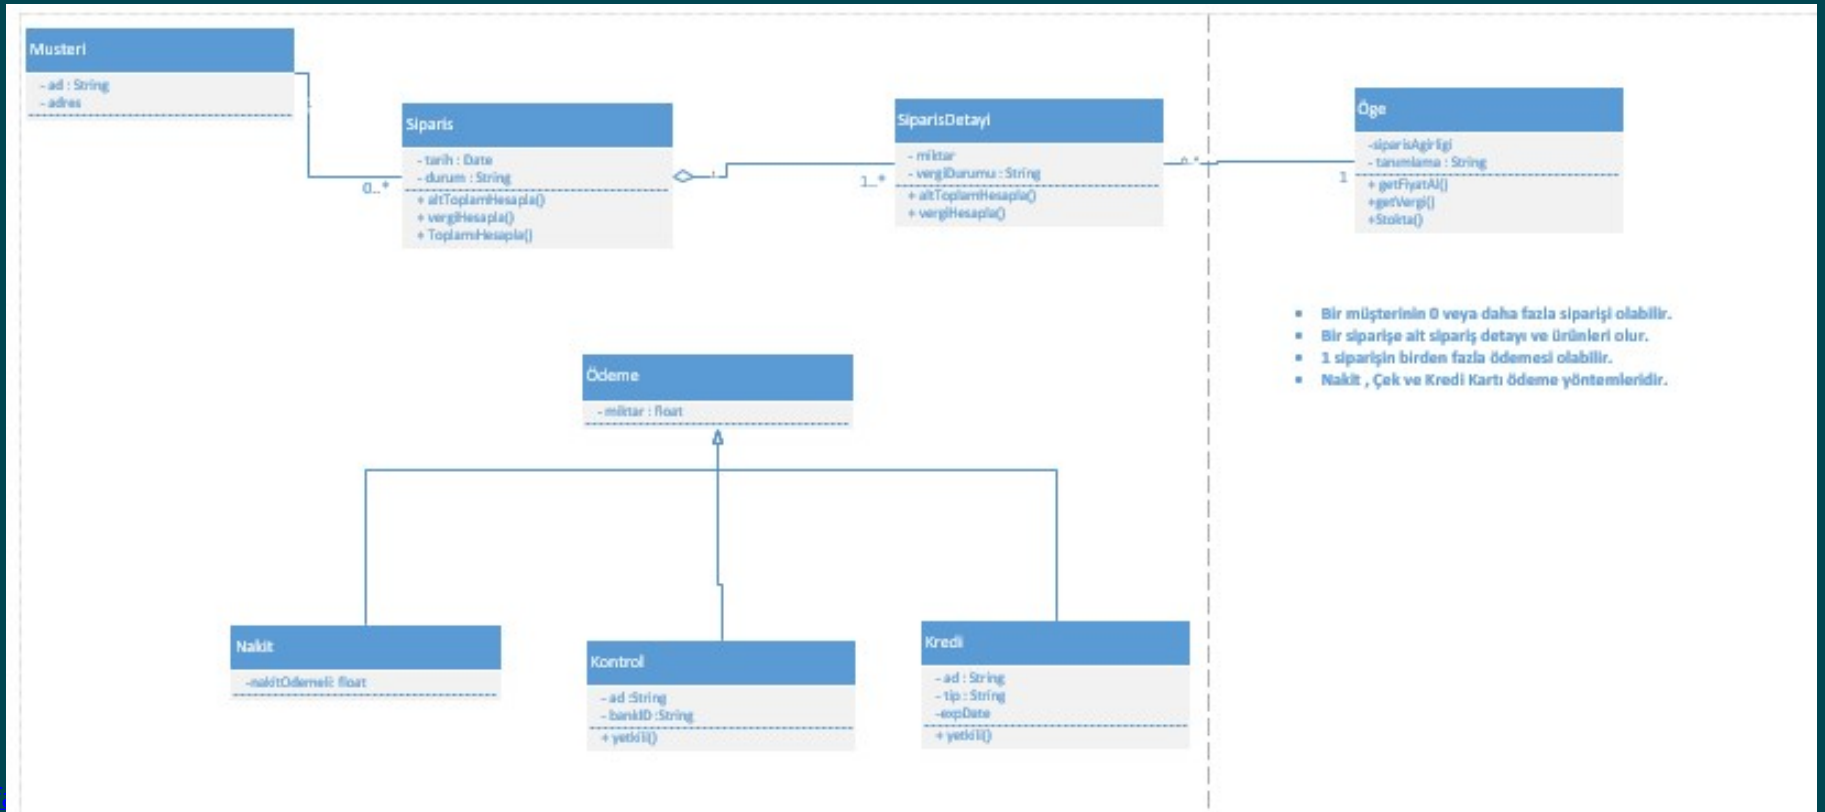 Musteri
- ad : String
- adres
0..*
Siparis
- tarih : Date
- durum : String
+ altToplamHesapla()
+ vergiHesapla()
+ ToplamıHesapla()
1..*
SiparisDetayi
- miktar
- vergiDurumu : String
+ altToplamHesapla()
+ vergiHesapla()
0..*
1
Öge
-siparisAgirligi
- tanımlama : String
+ getFiyatAl()
+getVergi()
+Stokta()
▪ Bir müşterinin 0 veya daha fazla siparişi olabilir.
▪ Bir siparişe ait sipariş detayı ve ürünleri olur.
▪ 1 siparişin birden fazla ödemesi olabilir.
▪ Nakit , Çek ve Kredi Kartı ödeme yöntemleridir.
Ödeme
- miktar : float
Nakit
-nakitOdemeli: float
Kontrol
- ad :String
- bankID :String
+ yetkili()
Kredi
- ad : String
- tip : String
-expDate
+ yetkili()